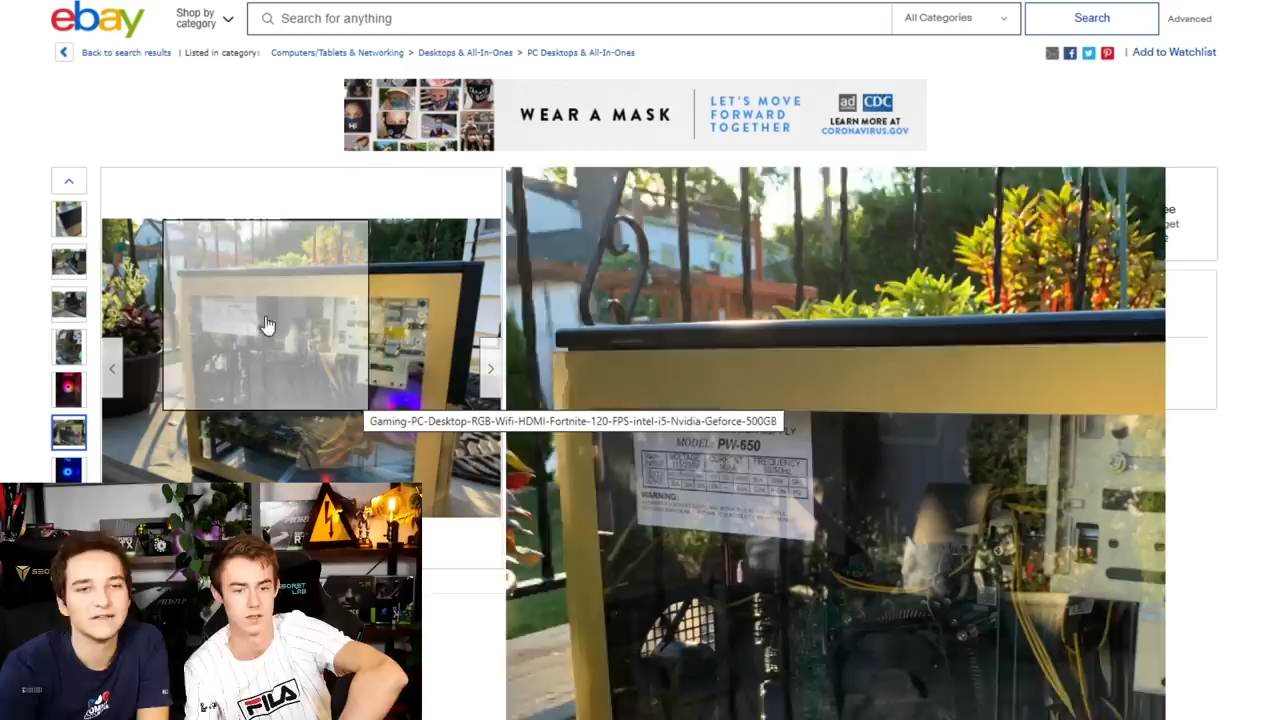 ebay
Shop by
category
Search for anything
All Categories
Search
Advanced
Back to search results | Listed in category: Computers/Tablets & Networking > Desktops & All-In-Ones > PC Desktops & All-In-Ones
| Add to Watchlist
WEAR A MASK
LET'S MOVE
FORWARD
TOGETHER
ad CDC
LEARN MORE AT
CORONAVIRUS.GOV
Gaming-PC-Desktop-RGB-Wifi-HDMI-Fortnite-120-FPS-intel-i5-Nvidia-Geforce-500GB
MODEL: PW-650
WARNING:
FILA